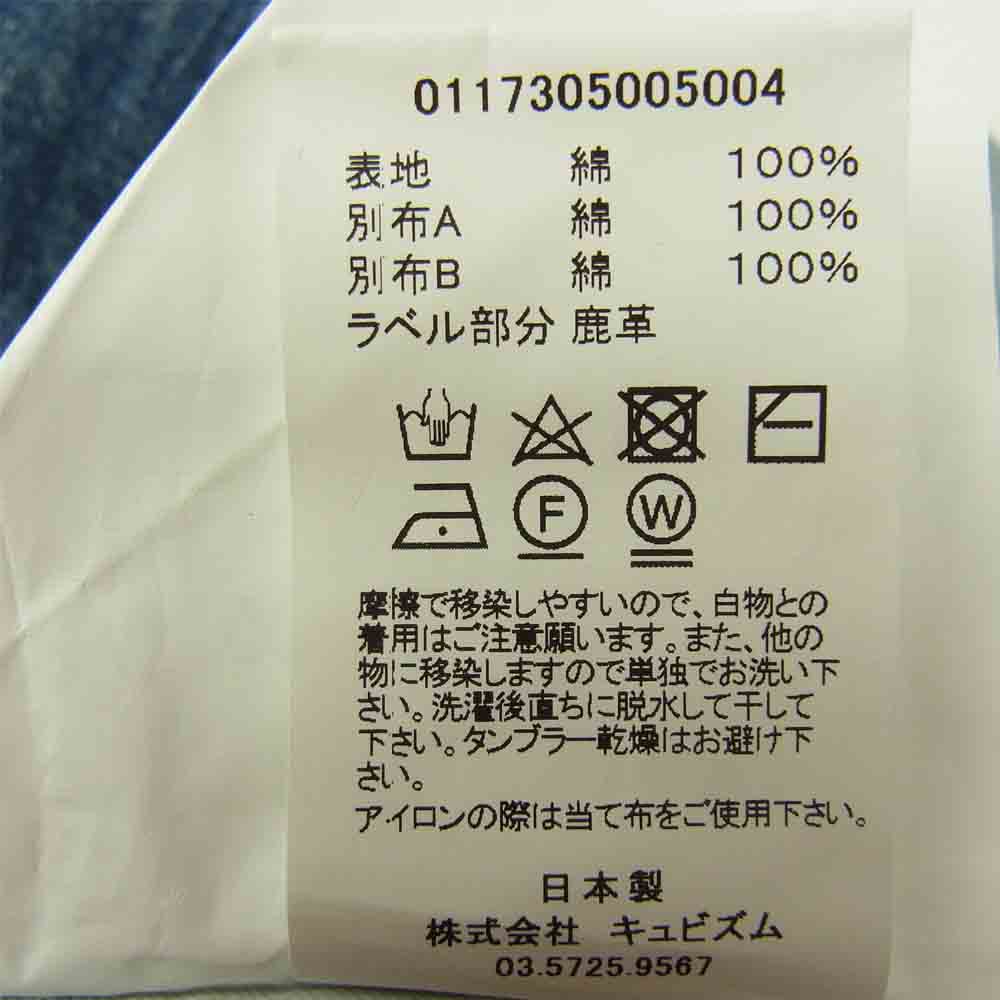 0117305005004
表地 綿 100%
別布A 綿 100%
別布B 綿 100%
ラベル部分 鹿革
F W
摩擦で移染しやすいので、白物との
着用はご注意願います。また、他の
物に移染しますので単独でお洗い下
さい。洗濯後直ちに脱水して干して
下さい。タンブラー乾燥はお避け下
さい。
アイロンの際は当て布をご使用下さい。
日本製
株式会社 キュビズム
03.5725.9567